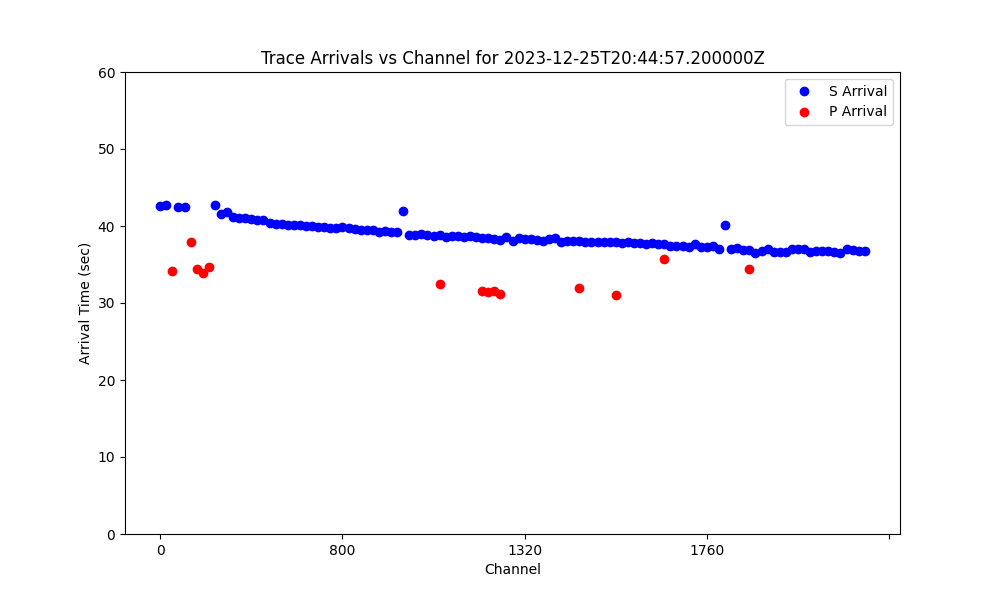 Trace Arrivals vs Channel for 2023-12-25T20:44:57.200000Z
S Arrival
P Arrival
60
50
40
30
20
10
0
Arrival Time (sec)
0 800 1320 1760
Channel